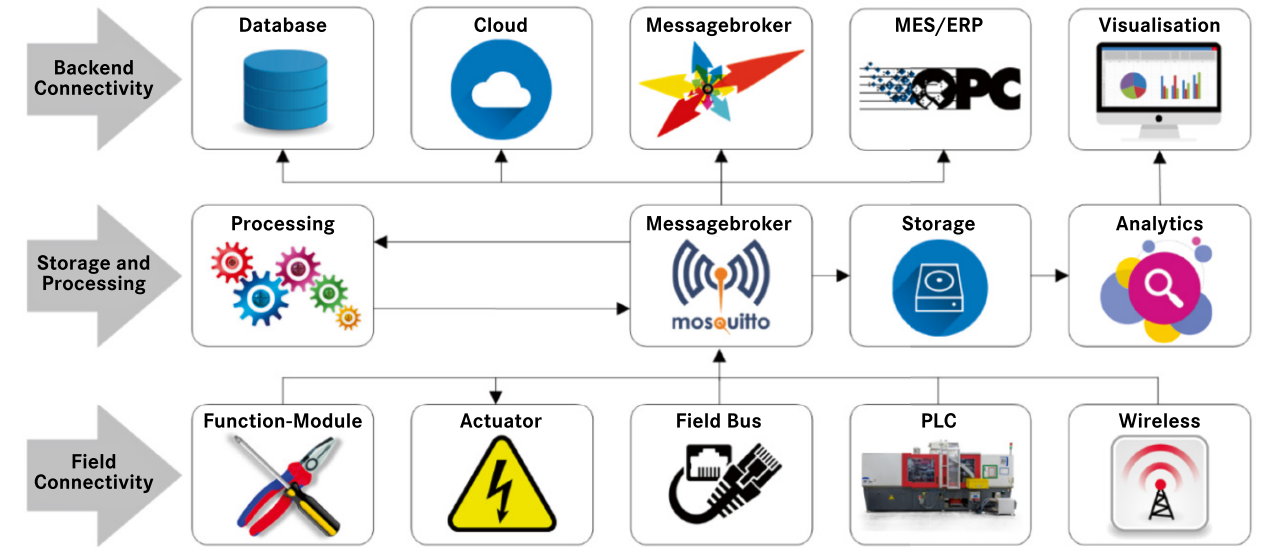 Database
Cloud
Messagebroker
MES/ERP
Visualisation
Backend
Connectivity
OPC
Processing
Messagebroker
Storage
Analytics
Storage and
Processing
mosquitto
Function-Module
Actuator
Field Bus
PLC
Wireless
Field
Connectivity